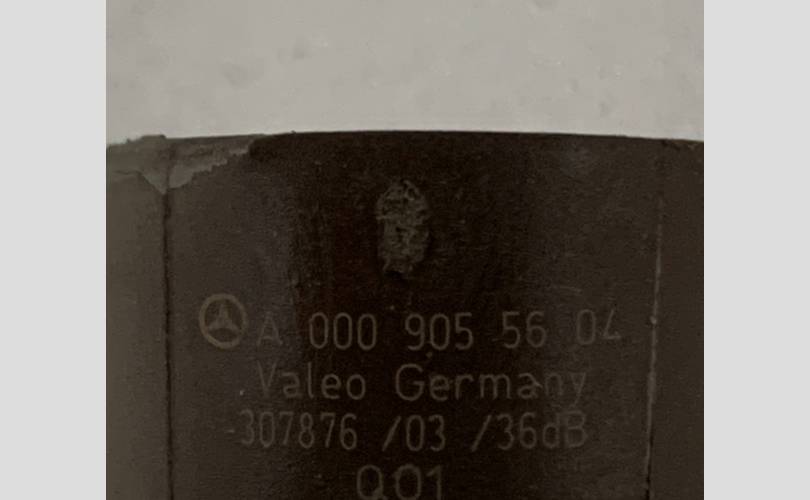 A 000 905 56 04
Valeo Germany
-307876 /03 /36dB
Q01